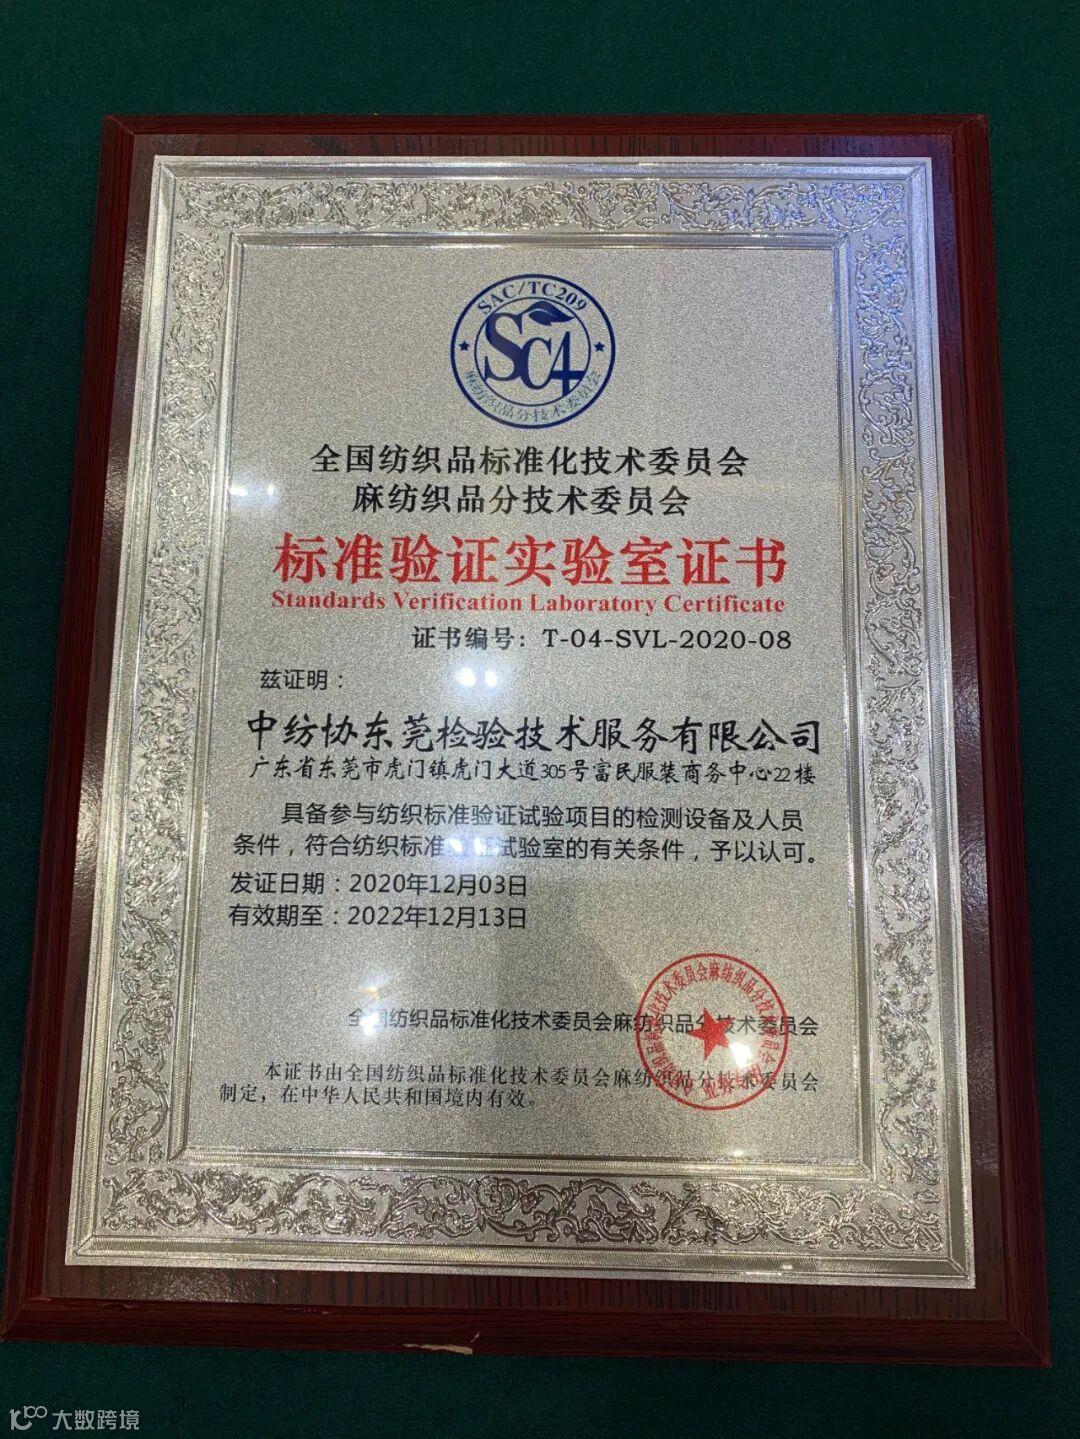 SAC/TC209
SC4
麻纺织品分技术委员会
全国纺织品标准化技术委员会
麻纺织品分技术委员会
标准验证实验室证书
Standards Verification Laboratory Certificate
证书编号：T-04-SVL-2020-08
兹证明：
中纺协东莞检验技术服务有限公司
广东省东莞市虎门镇虎门大道305号富民服装商务中心22楼
具备参与纺织标准验证试验项目的检测设备及人员
条件，符合纺织标准验证试验室的有关条件，予以认可。
发证日期：2020年12月03日
有效期至：2022年12月13日
全国纺织品标准化技术委员会麻纺织品分技术委员会
本证书由全国纺织品标准化技术委员会麻纺织品分技术委员会
制定，在中华人民共和国境内有效。
大数跨境